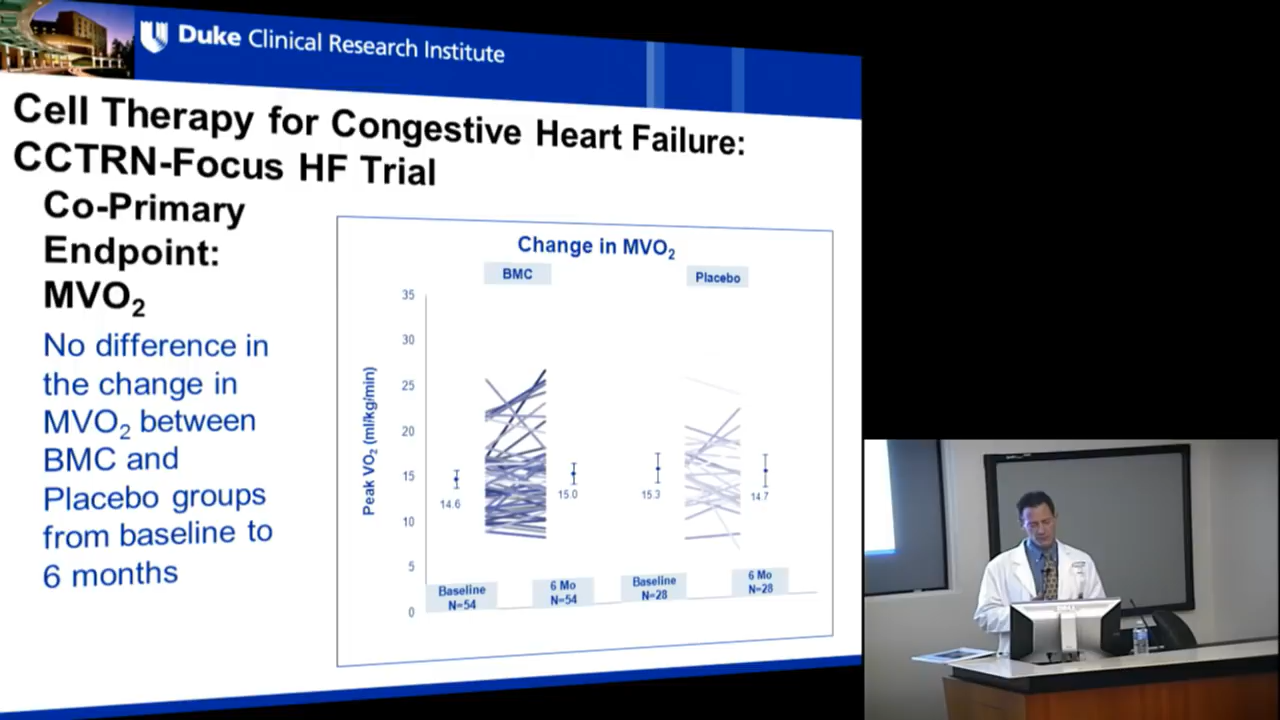 Duke Clinical Research Institute
Cell Therapy for Congestive Heart Failure:
CCTRN-Focus HF Trial
Co-Primary
Endpoint:
MVO2
No difference in
the change in
MVO2 between
BMC and
Placebo groups
from baseline to
6 months
Change in MVO2
BMC
Placebo
Peak VO2 (ml/kg/min)
35
30
25
20
15
10
5
0
14.6
15.0
15.3
14.7
Baseline
N=54
6 Mo
N=54
Baseline
N=28
6 Mo
N=28
DELL